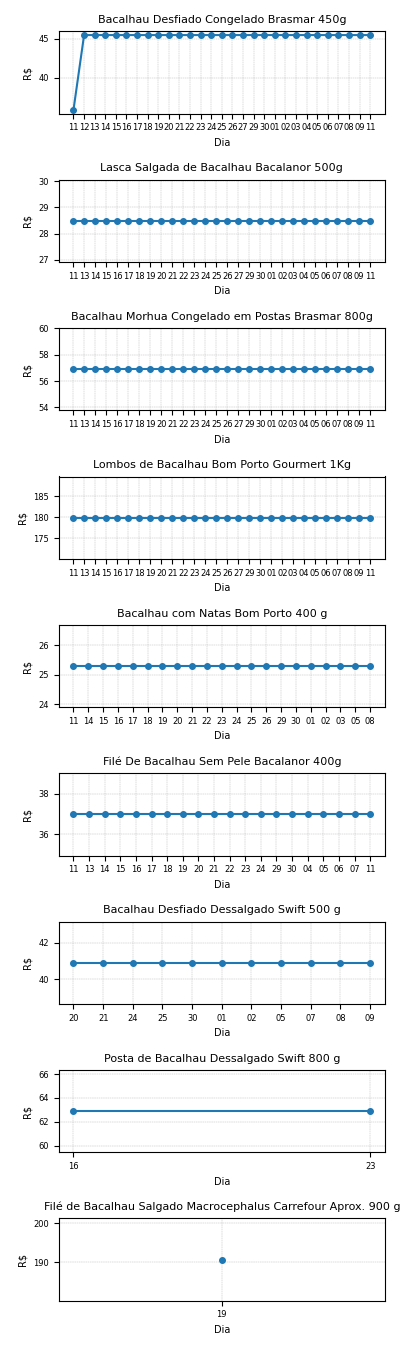 Bacalhau Desfiado Congelado Brasmar 450g
R$
45
40
11 12 13 14 15 16 17 18 19 20 21 22 23 24 25 26 27 29 30 01 02 03 04 05 06 07 08 09 11
Dia
Lasca Salgada de Bacalhau Bacalanor 500g
R$
30
29
28
27
11 13 14 15 16 17 18 19 20 21 22 23 24 25 26 27 29 30 01 02 03 04 05 06 07 08 09 11
Dia
Bacalhau Morhua Congelado em Postas Brasmar 800g
R$
60
58
56
54
11 13 14 15 16 17 18 19 20 21 22 23 24 25 26 27 29 30 01 02 03 04 05 06 07 08 09 11
Dia
Lombos de Bacalhau Bom Porto Gourmert 1Kg
R$
185
180
175
11 13 14 15 16 17 18 19 20 21 22 23 24 25 26 27 29 30 01 02 03 04 05 06 07 08 09 11
Dia
Bacalhau com Natas Bom Porto 400 g
R$
26
25
24
11 14 15 16 17 18 19 20 21 22 23 24 25 26 29 30 01 02 03 05 08
Dia
Filé De Bacalhau Sem Pele Bacalanor 400g
R$
38
36
11 13 14 15 16 17 18 19 20 21 22 23 24 29 30 04 05 06 07 11
Dia
Bacalhau Desfiado Dessalgado Swift 500 g
R$
42
40
20 21 24 25 30 01 02 05 07 08 09
Dia
Posta de Bacalhau Dessalgado Swift 800 g
R$
66
64
62
60
16 23
Dia
Filé de Bacalhau Salgado Macrocephalus Carrefour Aprox. 900 g
R$
200
190
19
Dia